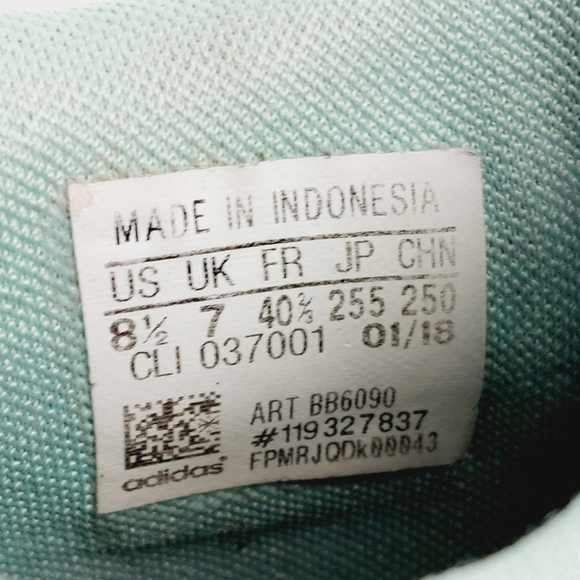 MADE IN INDONESIA
US UK FR JP CHN
8½ 7 40⅔ 255 250
CLI 037001 01/18
ART BB6090
#119327837
FPMRJQDk00043
adidas